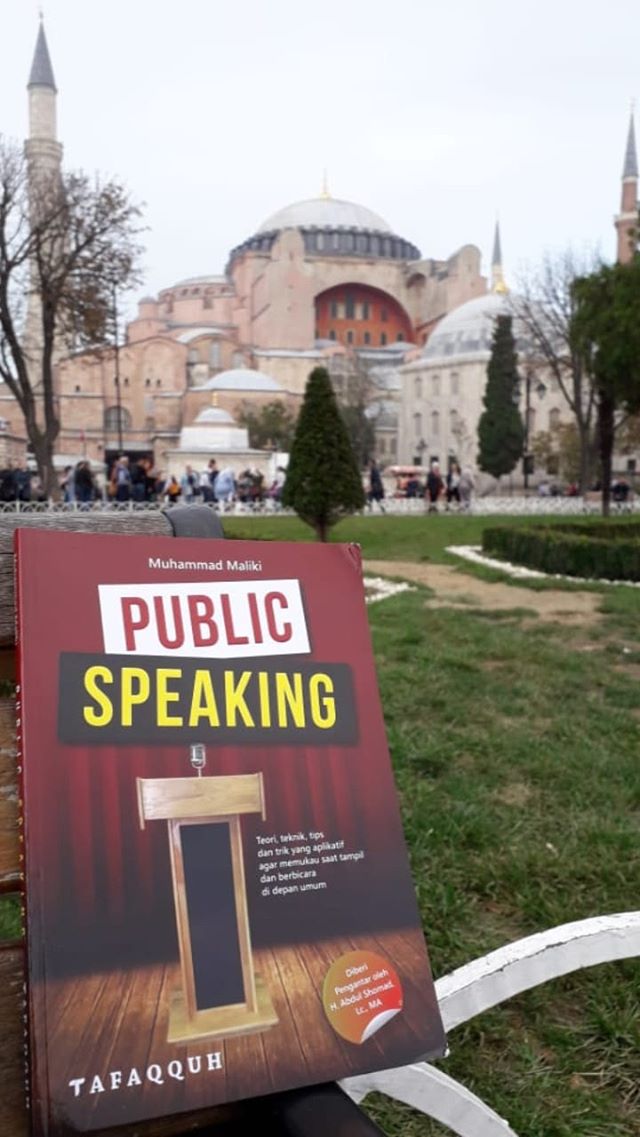 Muhammad Maliki
PUBLIC
SPEAKING
Teori, teknik, tips
dan trik yang aplikatif
agar memukau saat tampil
dan berbicara
di depan umum
Diberi
Pengantar oleh
H. Abdul Shomad,
Lc, MA
TAFAQQUH